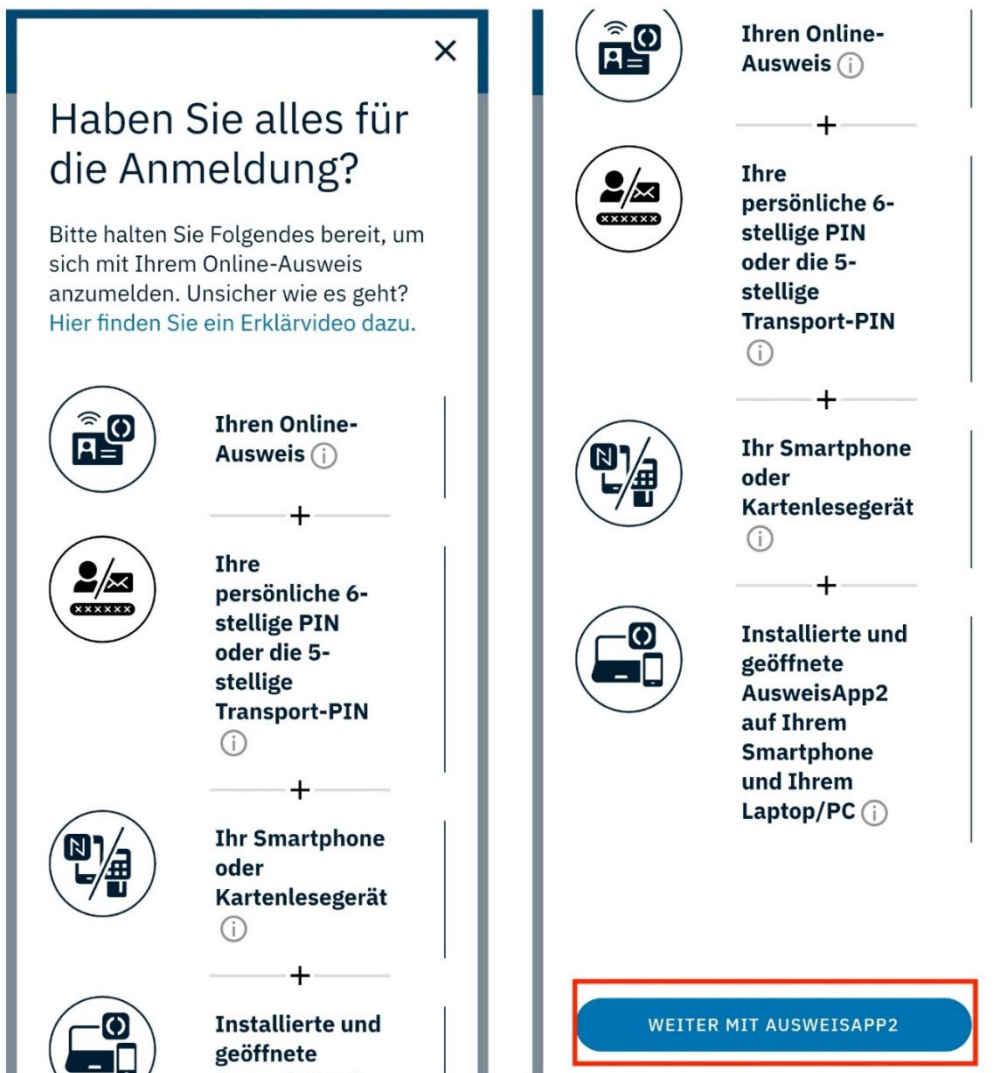 Haben Sie alles für
die Anmeldung?
Bitte halten Sie Folgendes bereit, um
sich mit Ihrem Online-Ausweis
anzumelden. Unsicher wie es geht?
Hier finden Sie ein Erklärvideo dazu.
Ihren Online-
Ausweis
+
Ihre
persönliche 6-
stellige PIN
oder die 5-
stellige
Transport-PIN
+
Ihr Smartphone
oder
Kartenlesegerät
+
Installierte und
geöffnete
Ihren Online-
Ausweis
+
Ihre
persönliche 6-
stellige PIN
oder die 5-
stellige
Transport-PIN
+
Ihr Smartphone
oder
Kartenlesegerät
+
Installierte und
geöffnete
AusweisApp2
auf Ihrem
Smartphone
und Ihrem
Laptop/PC
WEITER MIT AUSWEISAPP2